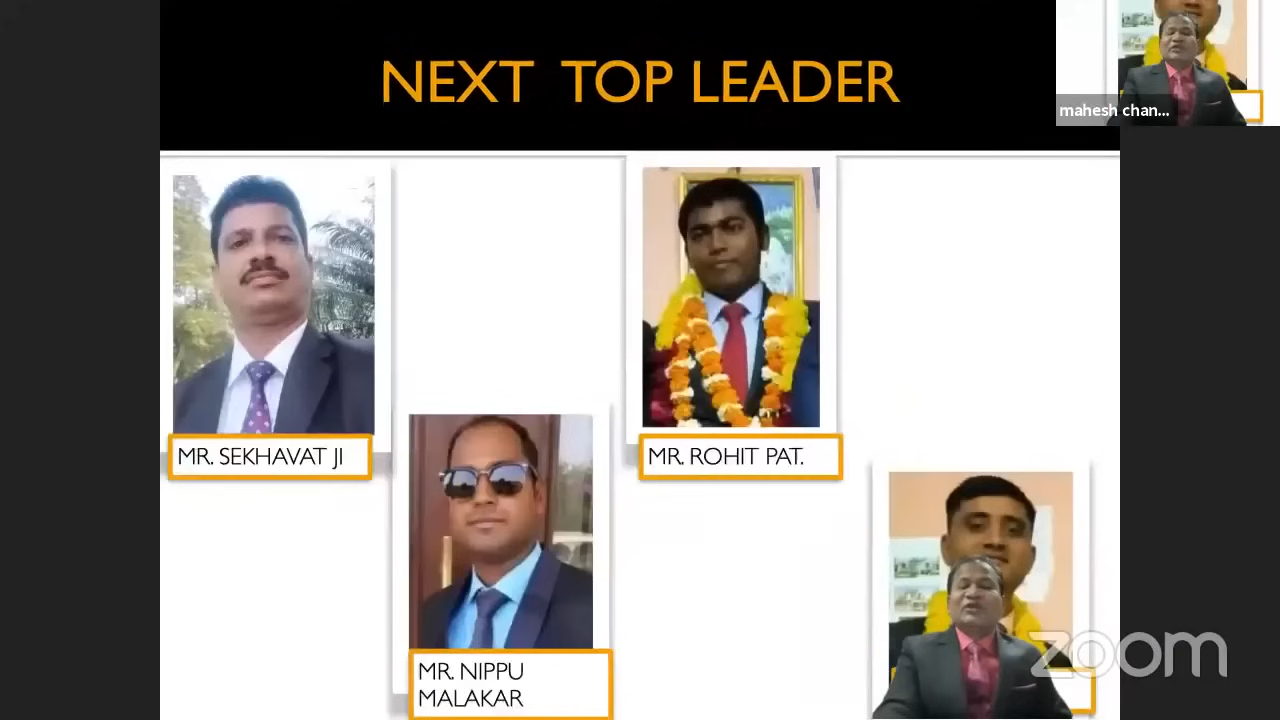 NEXT TOP LEADER
mahesh chan...
MR. SEKHAVAT JI
MR. ROHIT PAT.
MR. NIPPU
MALAKAR
zoom